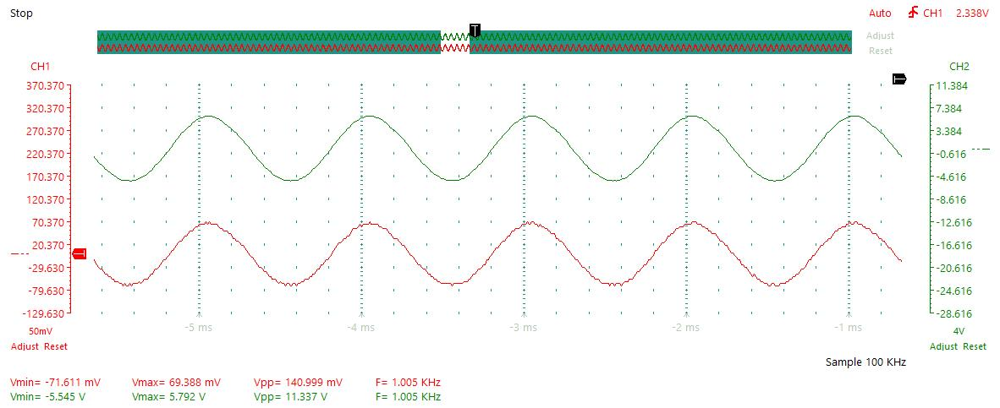 Stop
Auto CH1 2.338V
T
Adjust
Reset
CH1 CH2
370.370 11.384
320.370 7.384
270.370 3.384
220.370 -0.616
170.370 -4.616
120.370 -8.616
70.370 -12.616
20.370 -16.616
-29.630 -20.616
-79.630 -24.616
-129.630 -28.616
-5 ms -4 ms -3 ms -2 ms -1 ms
50mV 4V
Adjust Reset Adjust Reset
Sample 100 KHz
Vmin= -71.611 mV Vmax= 69.388 mV Vpp= 140.999 mV F= 1.005 KHz
Vmin= -5.545 V Vmax= 5.792 V Vpp= 11.337 V F= 1.005 KHz